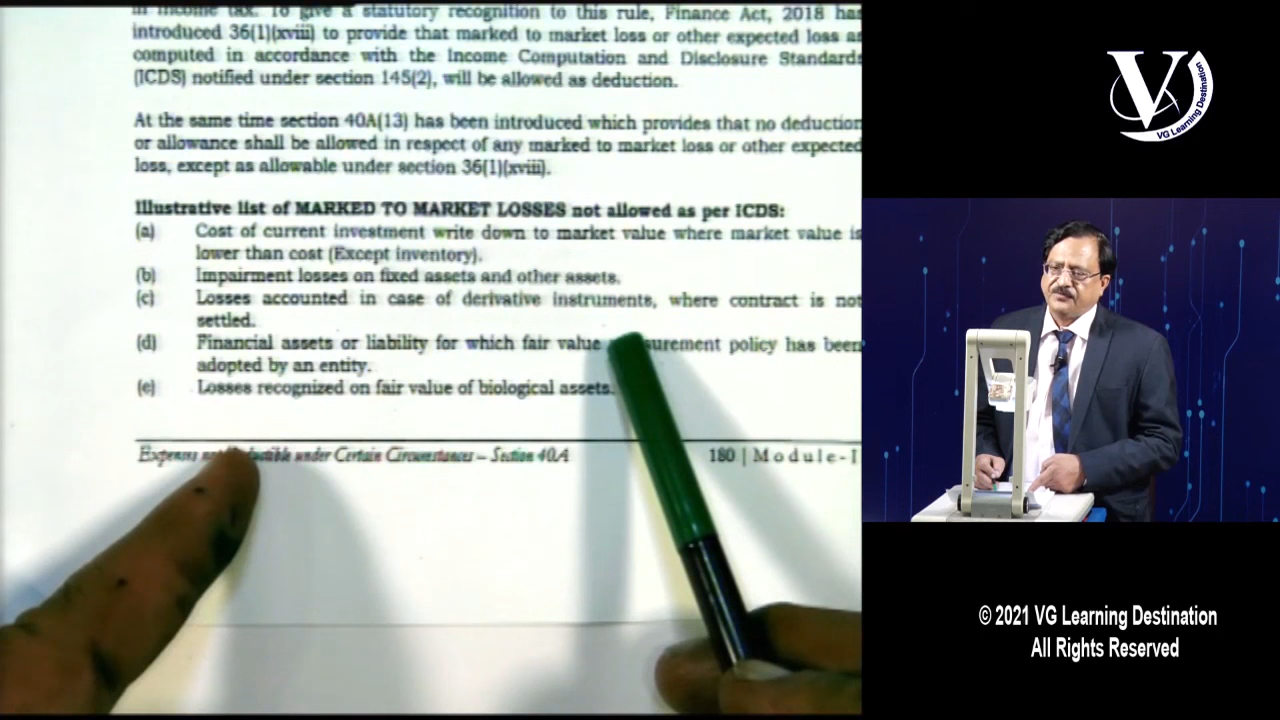 in income tax. To give a statutory recognition to this rule, Finance Act, 2018 has
introduced 36(1)(xviii) to provide that marked to market loss or other expected loss as
computed in accordance with the Income Computation and Disclosure Standards
(ICDS) notified under section 145(2), will be allowed as deduction.
At the same time section 40A(13) has been introduced which provides that no deduction
or allowance shall be allowed in respect of any marked to market loss or other expected
loss, except as allowable under section 36(1)(xviii).
Illustrative list of MARKED TO MARKET LOSSES not allowed as per ICDS:
(a) Cost of current investment write down to market value where market value is
lower than cost (Except inventory).
(b) Impairment losses on fixed assets and other assets.
(c) Losses accounted in case of derivative instruments, where contract is not
settled.
(d) Financial assets or liability for which fair value surement policy has been
adopted by an entity.
(e) Losses recognized on fair value of biological assets.
Expenses under Certain Circumstances – Section 40A
180 | Module-I
V
VG Learning Destination
© 2021 VG Learning Destination
All Rights Reserved